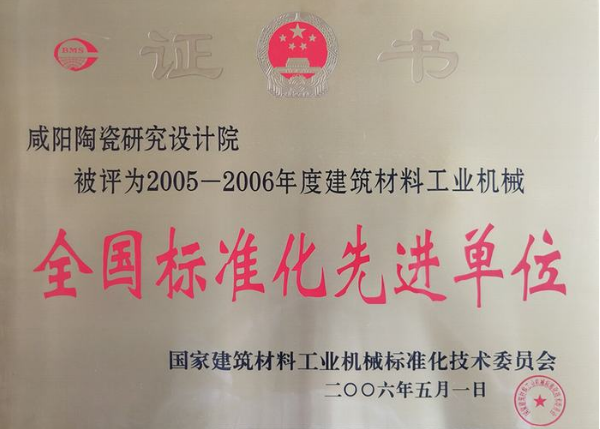 BMS
证 书
咸阳陶瓷研究设计院
被评为2005—2006年度建筑材料工业机械
全国标准化先进单位
国家建筑材料工业机械标准化技术委员会
二〇〇六年五月一日